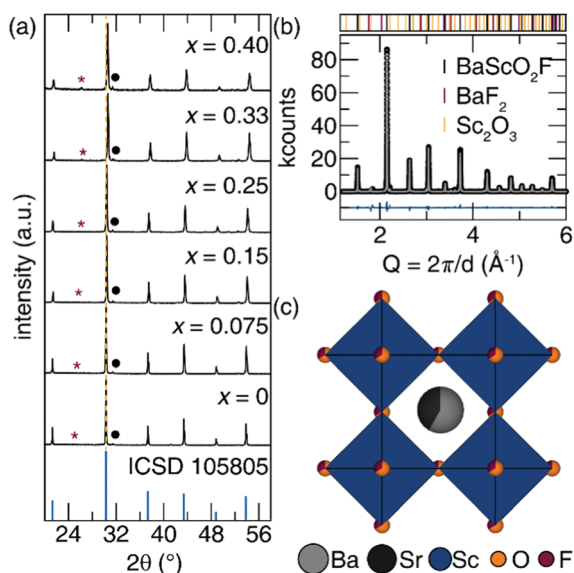 (a)
x = 0.40
x = 0.33
x = 0.25
x = 0.15
x = 0.075
x = 0
ICSD 105805
intensity (a.u.)
24 32 40 48 56
2θ (°)
(b)
BaScO2F
BaF2
Sc2O3
kcounts
80
60
40
20
0
2 4 6
Q = 2π/d (Å-1)
(c)
Ba Sr Sc O F